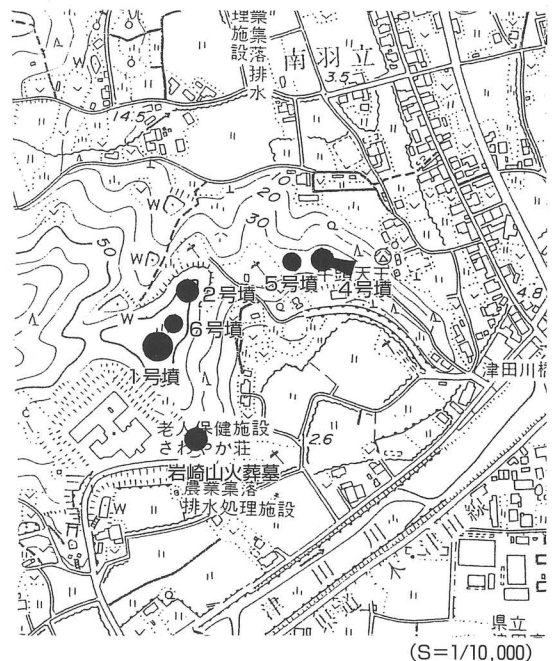 農業集落排水
処理施設
南羽立
3.5
14.5
20
30
50
W
W
W
W
5号墳
4号墳
2号墳
6号墳
1号墳
4.8
津田川橋
老人保健施設
さわやか荘
2.6
岩崎山火葬墓
農業集落
排水処理施設
W
津田川
津田線
県立
(S=1/10,000)